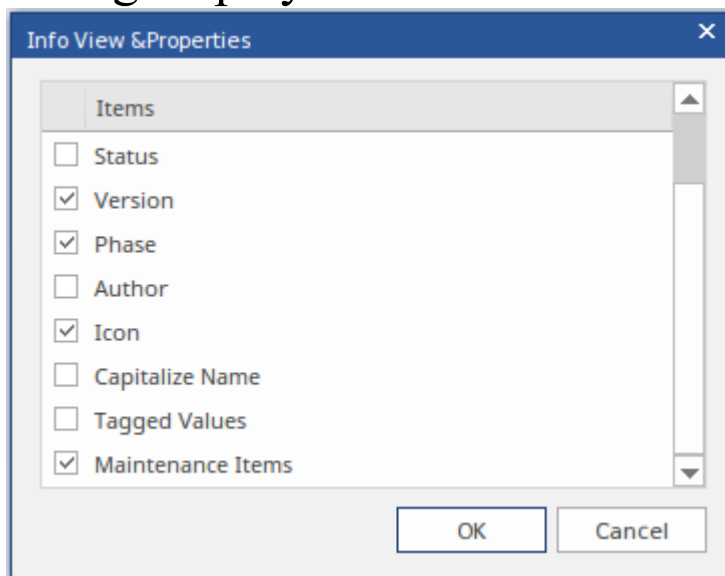 Info View &Properties
Items
Status
Version
Phase
Author
Icon
Capitalize Name
Tagged Values
Maintenance Items
OK Cancel